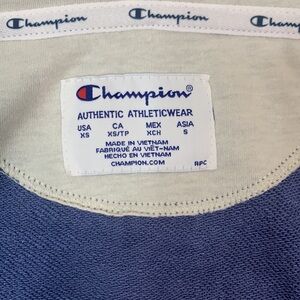 Champion Champion Champ
Champion®
AUTHENTIC ATHLETICWEAR
USA CA MEX ASIA
XS XS/TP XCH S
MADE IN VIETNAM
FABRIQUÉ AU VIÊT-NAM
HECHO EN VIETNAM
CHAMPION.COM RPC